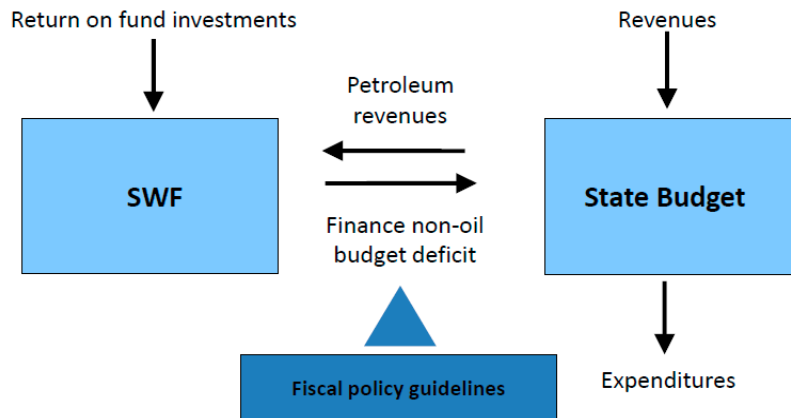 Return on fund investments
Revenues
Petroleum
revenues
SWF
State Budget
Finance non-oil
budget deficit
Fiscal policy guidelines
Expenditures